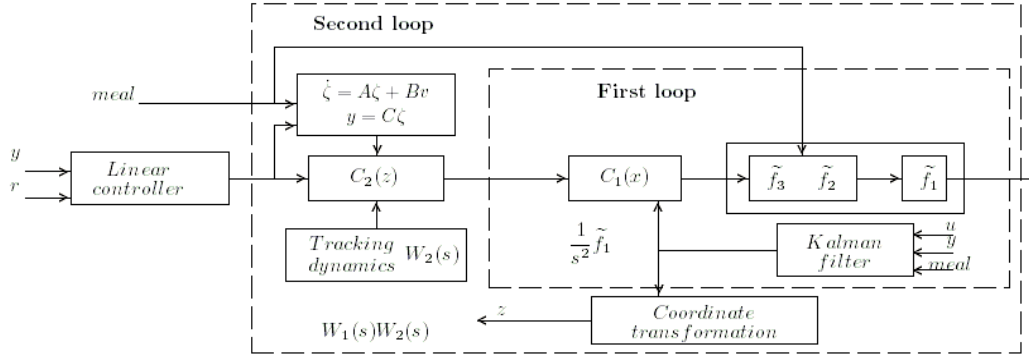 Second loop
First loop
meal
ζ̇ = Aζ + Bv
y = Cζ
y
r
Linear
controller
C₂(z)
C₁(x)
f̃₃ f̃₂
f̃₁
Tracking
dynamics W₂(s)
1/s² f̃₁
Kalman
filter
u
y
meal
z
W₁(s)W₂(s)
Coordinate
transformation